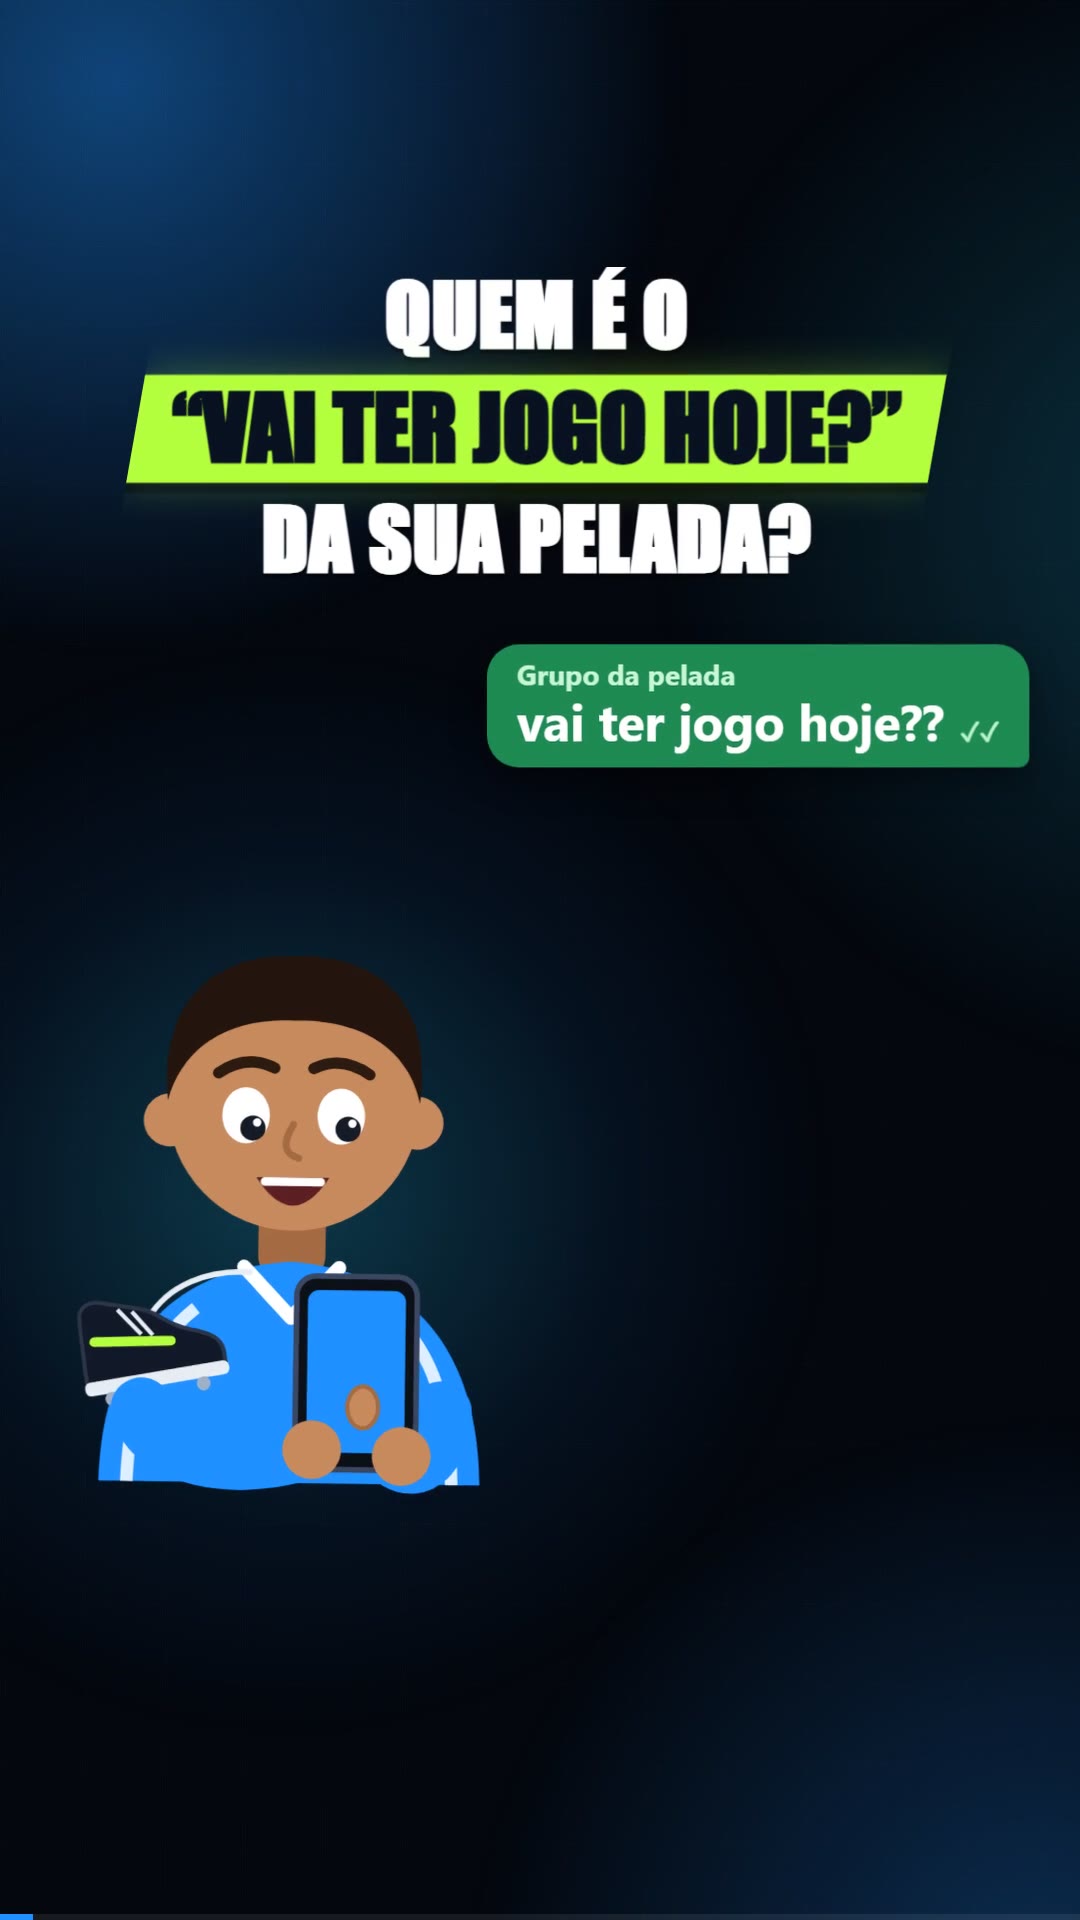 QUEM É O
“VAI TER JOGO HOJE?”
DA SUA PELADA?
Grupo da pelada
vai ter jogo hoje??